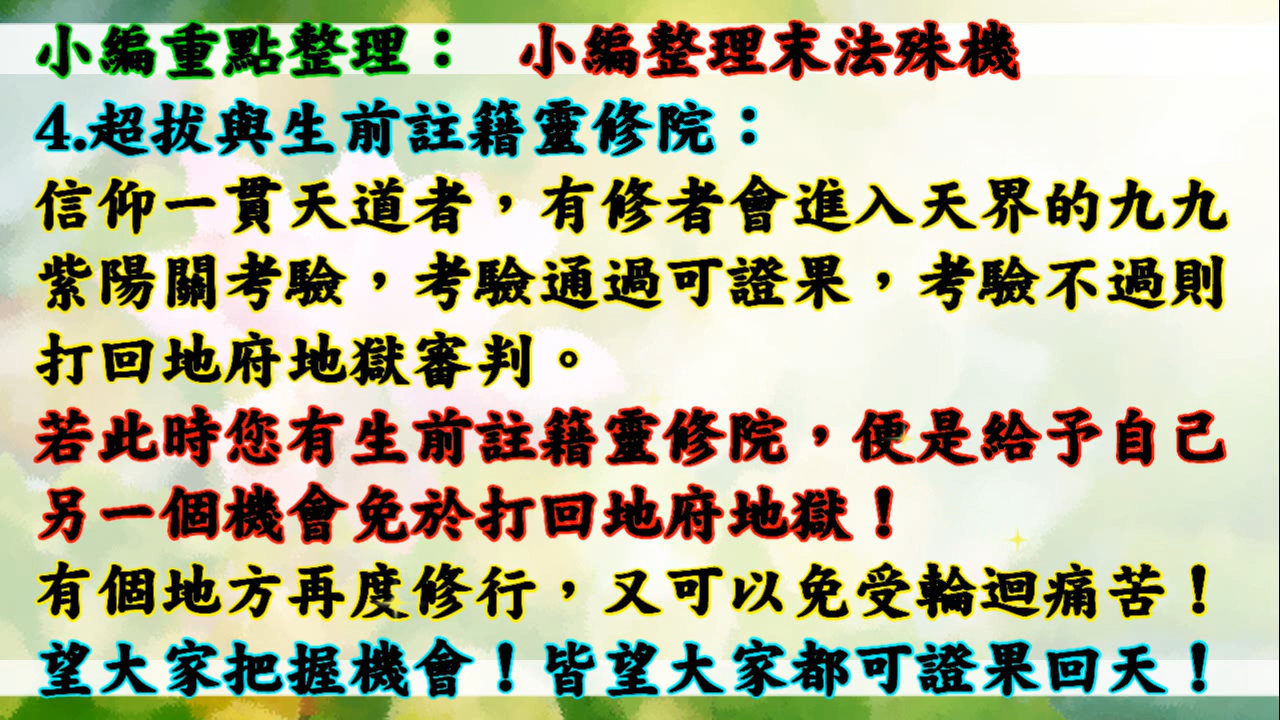 小編重點整理： 小編整理末法殊機
4.超拔與生前註籍靈修院：
信仰一貫天道者，有修者會進入天界的九九
紫陽關考驗，考驗通過可證果，考驗不過則
打回地府地獄審判。
若此時您有生前註籍靈修院，便是給予自己
另一個機會免於打回地府地獄！
有個地方再度修行，又可以免受輪迴痛苦！
望大家把握機會！皆望大家都可證果回天！